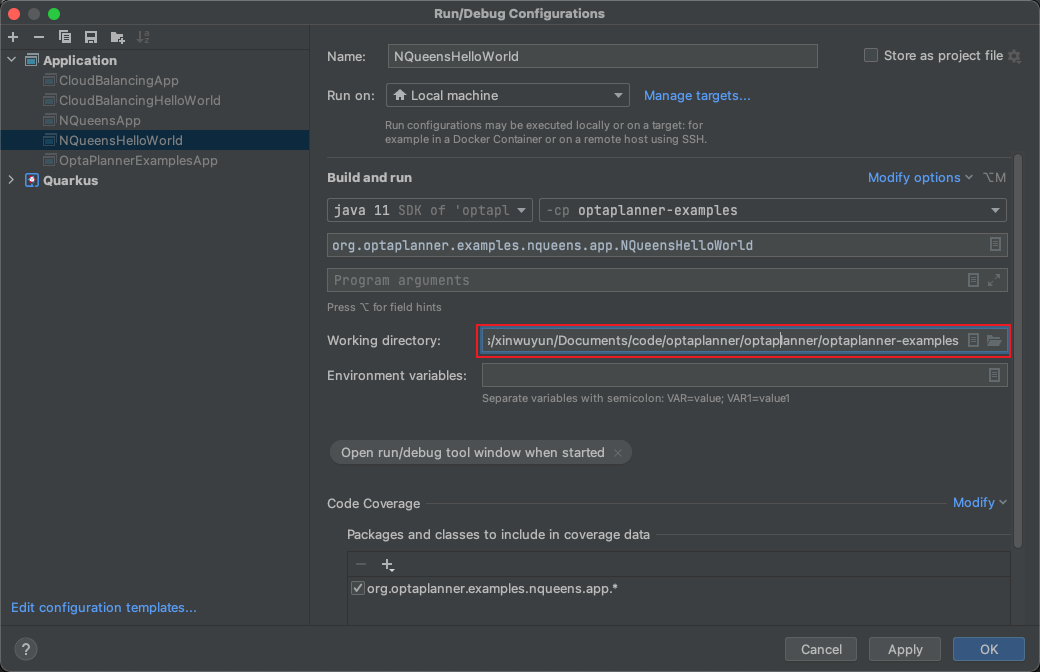 Run/Debug Configurations
Application
CloudBalancingApp
CloudBalancingHelloWorld
NQueensApp
NQueensHelloWorld
OptaPlannerExamplesApp
Quarkus
Edit configuration templates...
Name: NQueensHelloWorld Store as project file
Run on: Local machine Manage targets...
Run configurations may be executed locally or on a target: for
example in a Docker Container or on a remote host using SSH.
Build and run Modify options ⌥M
java 11 SDK of 'optapl -cp optaplanner-examples
org.optaplanner.examples.nqueens.app.NQueensHelloWorld
Program arguments
Press ⌥ for field hints
Working directory: /xinwuyun/Documents/code/optaplanner/optaplanner/optaplanner-examples
Environment variables:
Separate variables with semicolon: VAR=value; VAR1=value1
Open run/debug tool window when started
Code Coverage Modify
Packages and classes to include in coverage data
org.optaplanner.examples.nqueens.app.*
? Cancel Apply OK